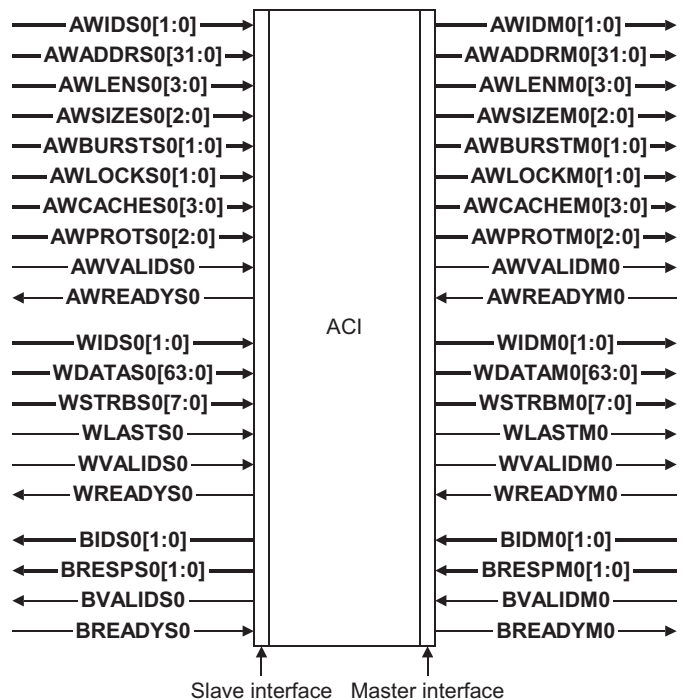 AWIDS0[1:0]
AWADDRS0[31:0]
AWLENS0[3:0]
AWSIZES0[2:0]
AWBURSTS0[1:0]
AWLOCKS0[1:0]
AWCACHES0[3:0]
AWPROTS0[2:0]
AWVALIDS0
AWREADYS0
WIDS0[1:0]
WDATAS0[63:0]
WSTRBS0[7:0]
WLASTS0
WVALIDS0
WREADYS0
BIDS0[1:0]
BRESPS0[1:0]
BVALIDS0
BREADYS0
ACI
AWIDM0[1:0]
AWADDRM0[31:0]
AWLENM0[3:0]
AWSIZEM0[2:0]
AWBURSTM0[1:0]
AWLOCKM0[1:0]
AWCACHEM0[3:0]
AWPROTM0[2:0]
AWVALIDM0
AWREADYM0
WIDM0[1:0]
WDATAM0[63:0]
WSTRBM0[7:0]
WLASTM0
WVALIDM0
WREADYM0
BIDM0[1:0]
BRESPM0[1:0]
BVALIDM0
BREADYM0
Slave interface
Master interface